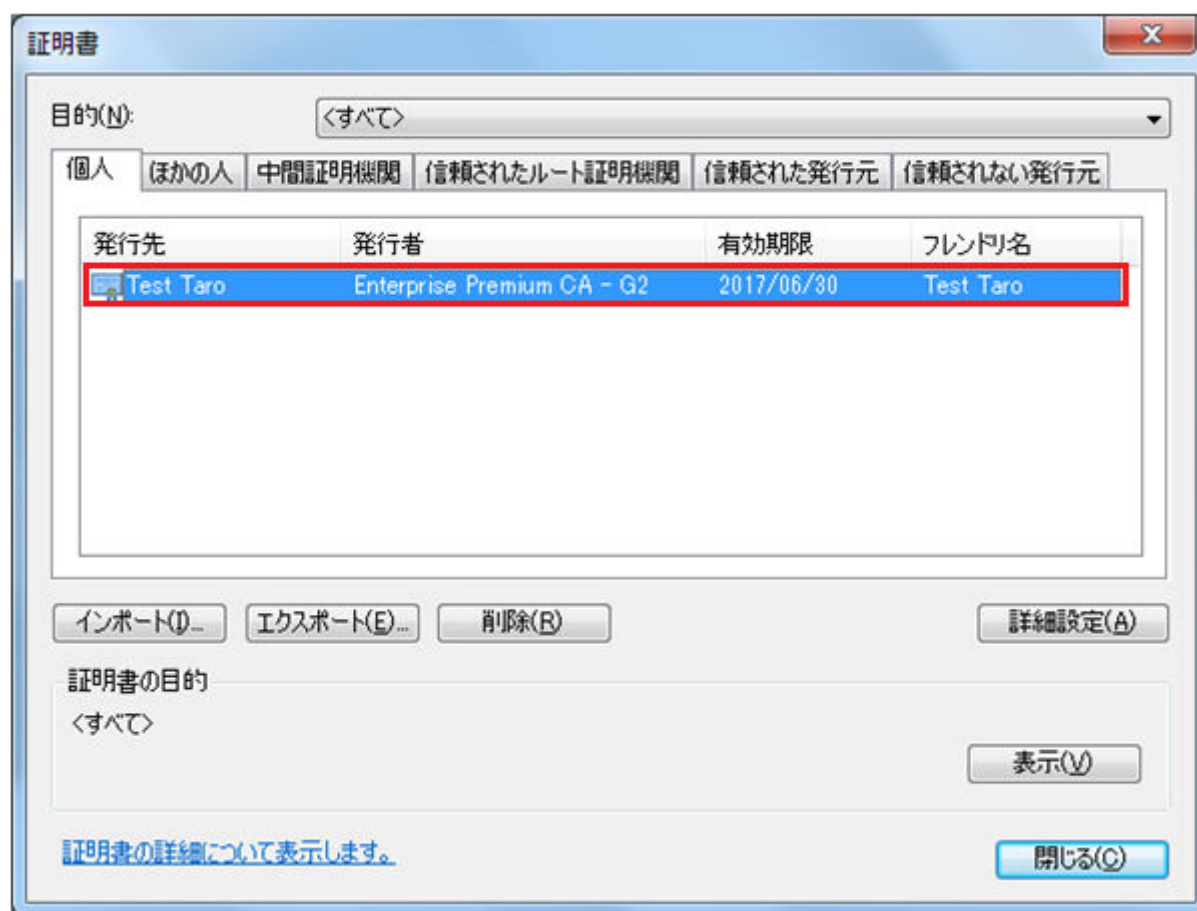 証明書
目的(N): <すべて>
個人 ほかの人 中間証明機関 信頼されたルート証明機関 信頼された発行元 信頼されない発行元
発行先 発行者 有効期限 フレンドリ名
Test Taro Enterprise Premium CA - G2 2017/06/30 Test Taro
インポート(I)... エクスポート(E)... 削除(R) 詳細設定(A)
証明書の目的
<すべて>
表示(V)
証明書の詳細について表示します。
閉じる(C)